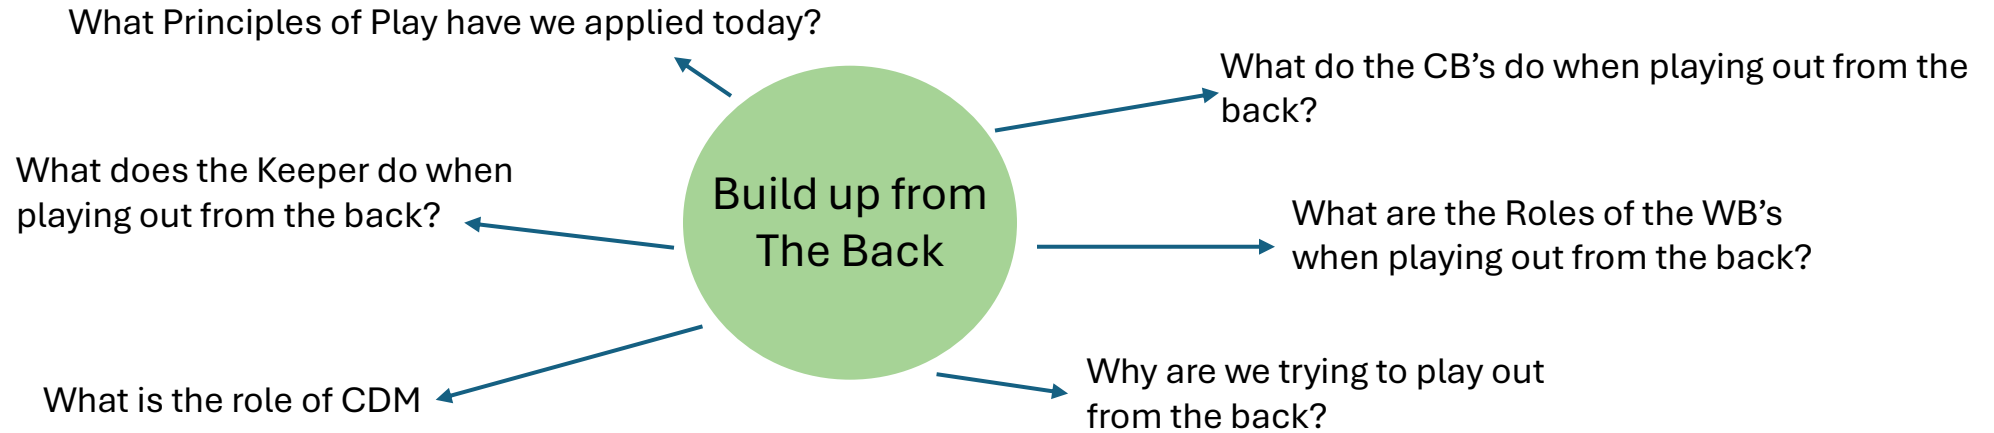 What Principles of Play have we applied today?
What do the CB's do when playing out from the
back?
What does the Keeper do when
playing out from the back?
Build up from
The Back
What are the Roles of the WB's
when playing out from the back?
What is the role of CDM
Why are we trying to play out
from the back?